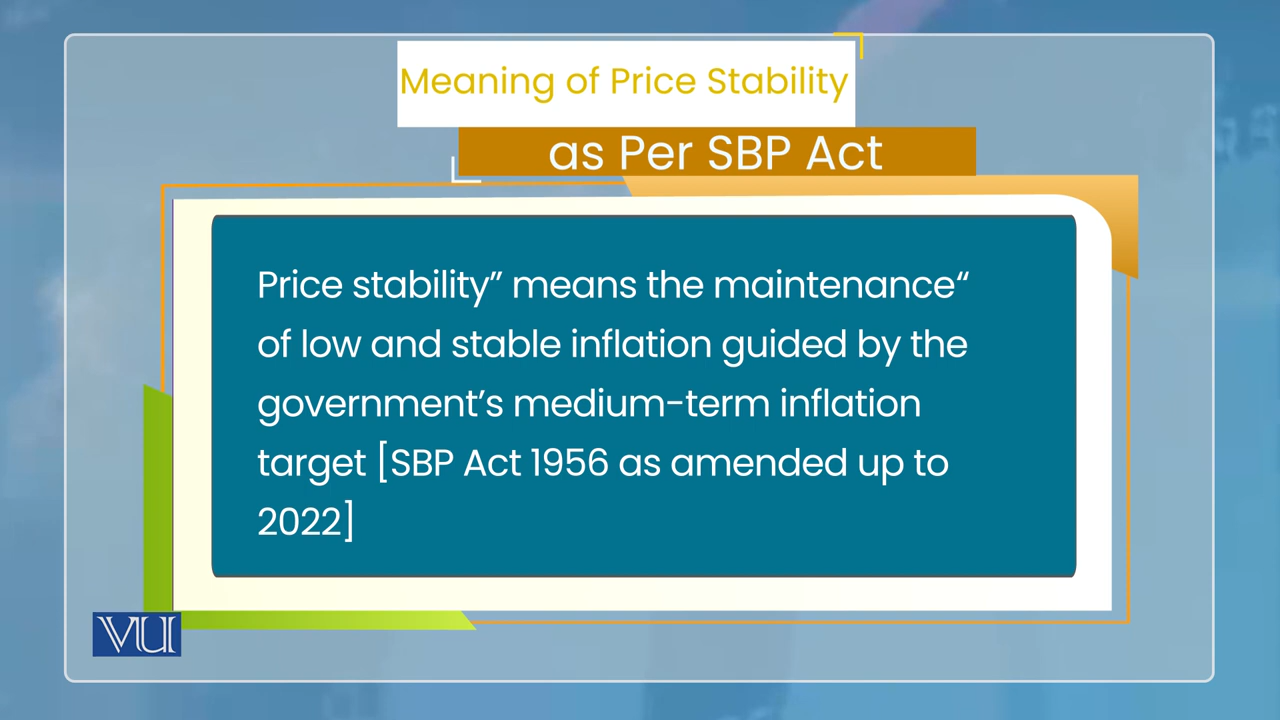 Meaning of Price Stability
as Per SBP Act
Price stability” means the maintenance“
of low and stable inflation guided by the
government’s medium-term inflation
target [SBP Act 1956 as amended up to
2022]
VU